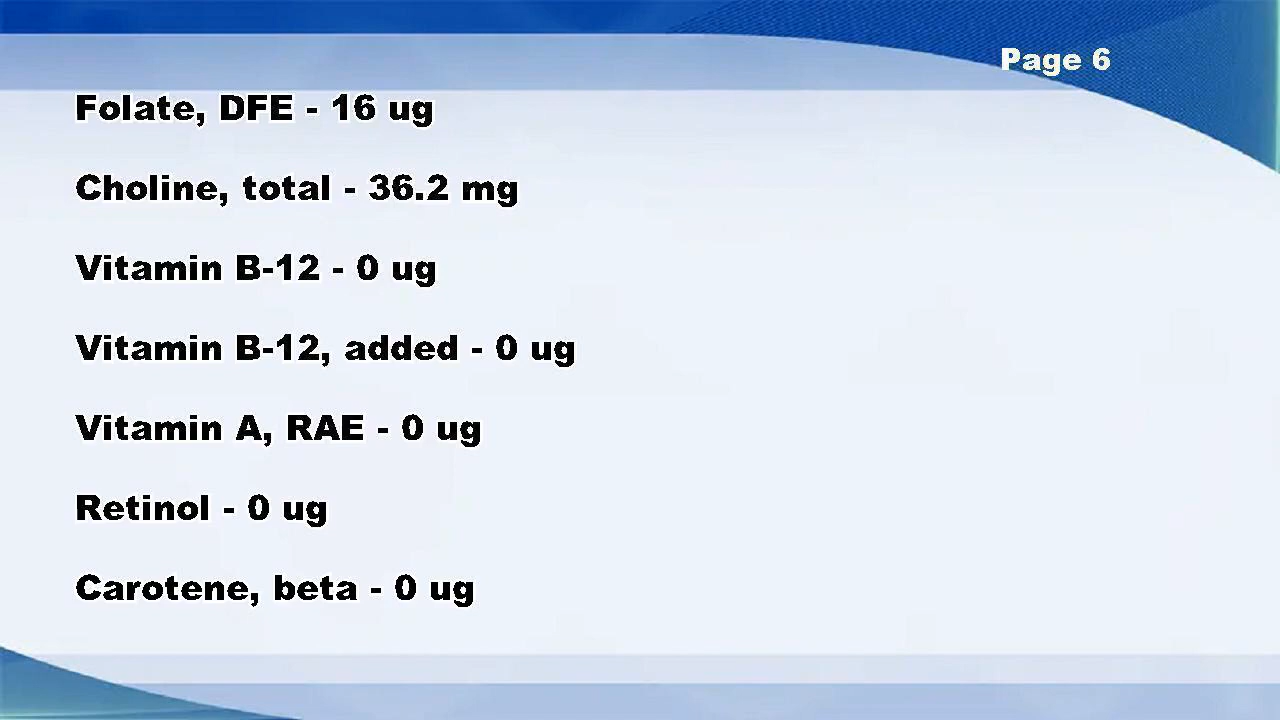 Page 6
Folate, DFE - 16 ug
Choline, total - 36.2 mg
Vitamin B-12 - 0 ug
Vitamin B-12, added - 0 ug
Vitamin A, RAE - 0 ug
Retinol - 0 ug
Carotene, beta - 0 ug